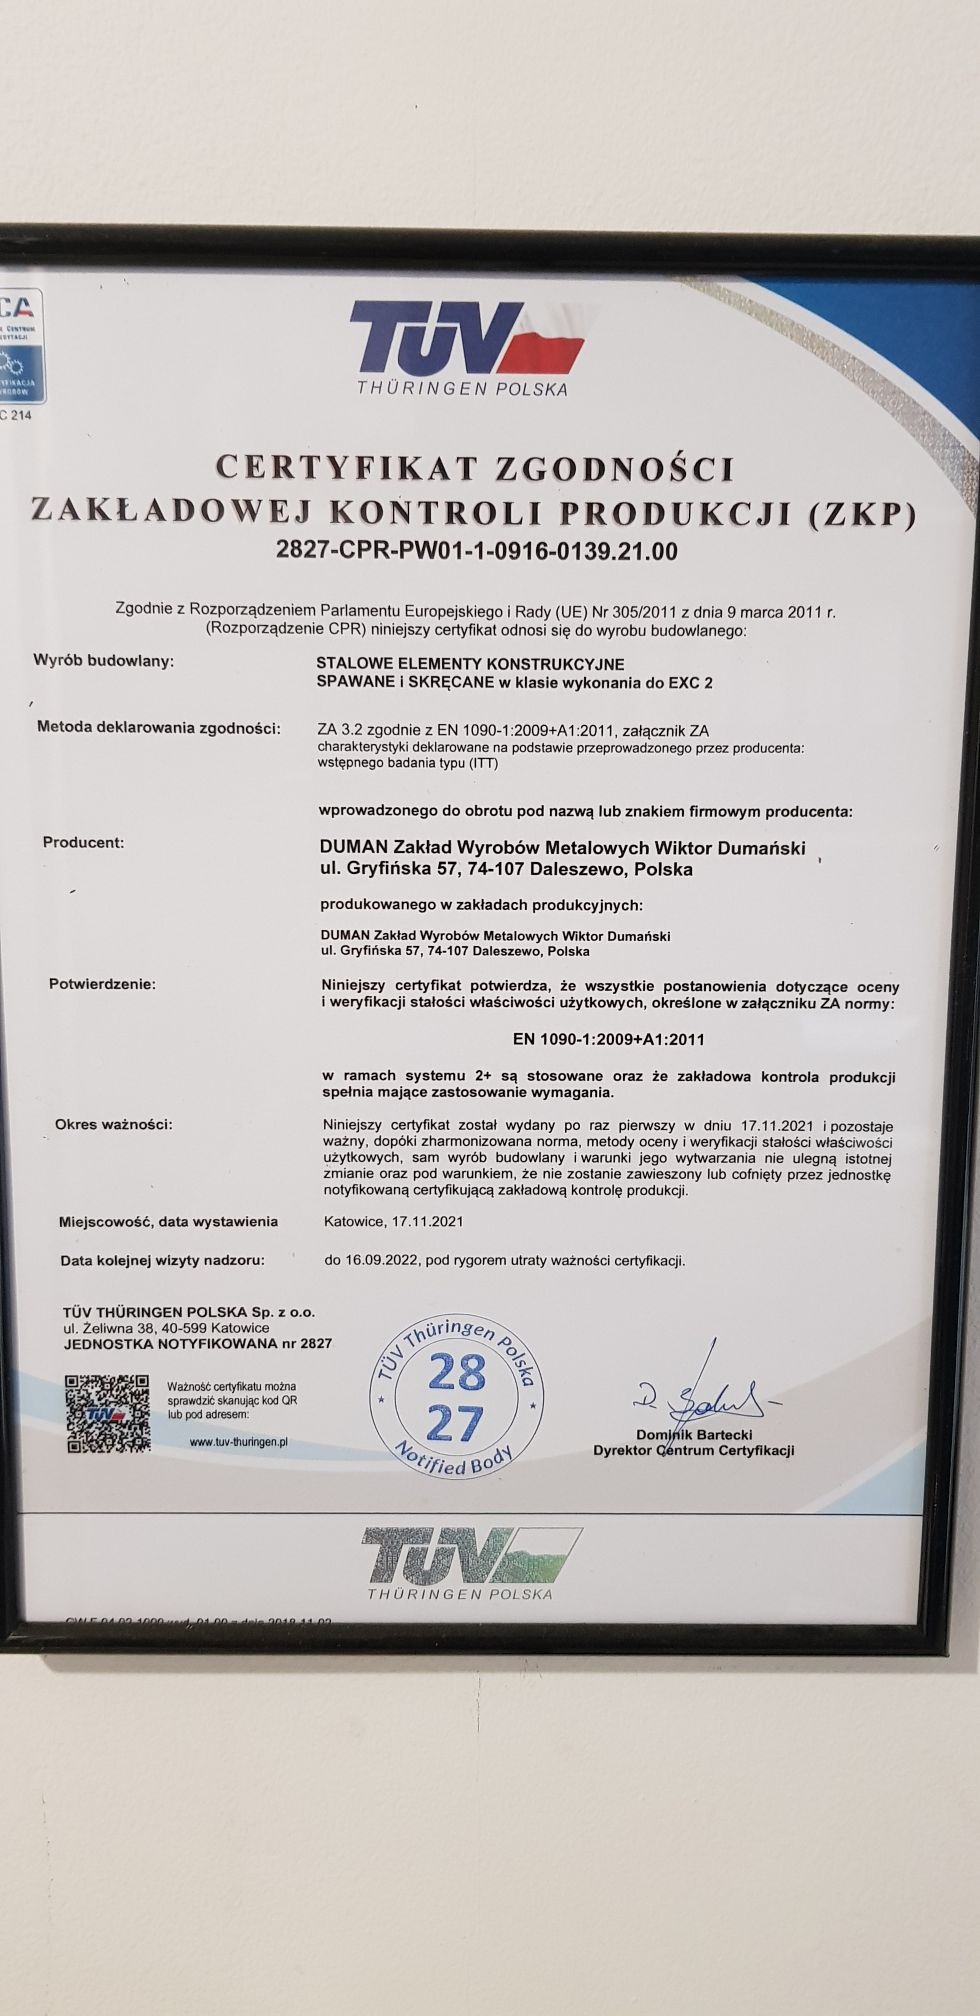 CA
CENTRUM
C 214
TÜV
THÜRINGEN POLSKA
CERTYFIKAT ZGODNOŚCI
ZAKŁADOWEJ KONTROLI PRODUKCJI (ZKP)
2827-CPR-PW01-1-0916-0139.21.00
Zgodnie z Rozporządzeniem Parlamentu Europejskiego i Rady (UE) Nr 305/2011 z dnia 9 marca 2011 r.
(Rozporządzenie CPR) niniejszy certyfikat odnosi się do wyrobu budowlanego:
Wyrób budowlany:
STALOWE ELEMENTY KONSTRUKCYJNE
SPAWANE i SKRĘCANE w klasie wykonania do EXC 2
Metoda deklarowania zgodności:
ZA 3.2 zgodnie z EN 1090-1:2009+A1:2011, załącznik ZA
charakterystyki deklarowane na podstawie przeprowadzonego przez producenta:
wstępnego badania typu (ITT)
wprowadzonego do obrotu pod nazwą lub znakiem firmowym producenta:
Producent:
DUMAN Zakład Wyrobów Metalowych Wiktor Dumański
ul. Gryfińska 57, 74-107 Daleszewo, Polska
produkowanego w zakładach produkcyjnych:
DUMAN Zakład Wyrobów Metalowych Wiktor Dumański
ul. Gryfińska 57, 74-107 Daleszewo, Polska
Potwierdzenie:
Niniejszy certyfikat potwierdza, że wszystkie postanowienia dotyczące oceny
i weryfikacji stałości właściwości użytkowych, określone w załączniku ZA normy:
EN 1090-1:2009+A1:2011
w ramach systemu 2+ są stosowane oraz że zakładowa kontrola produkcji
spełnia mające zastosowanie wymagania.
Okres ważności:
Niniejszy certyfikat został wydany po raz pierwszy w dniu 17.11.2021 i pozostaje
ważny, dopóki zharmonizowana norma, metody oceny i weryfikacji stałości właściwości
użytkowych, sam wyrób budowlany i warunki jego wytwarzania nie ulegną istotnej
zmianie oraz pod warunkiem, że nie zostanie zawieszony lub cofnięty przez jednostkę
notyfikowaną certyfikującą zakładową kontrolę produkcji.
Miejscowość, data wystawienia
Katowice, 17.11.2021
Data kolejnej wizyty nadzoru:
do 16.09.2022, pod rygorem utraty ważności certyfikacji.
TÜV THÜRINGEN POLSKA Sp. z o.o.
ul. Żeliwna 38, 40-599 Katowice
JEDNOSTKA NOTYFIKOWANA nr 2827
TÜV
Ważność certyfikatu można
sprawdzić skanując kod QR
lub pod adresem:
www.tuv-thuringen.pl
TÜV Thüringen Polska
28
27
Notified Body
Dominik Bartecki
Dyrektor Centrum Certyfikacji
TÜV
THÜRINGEN POLSKA